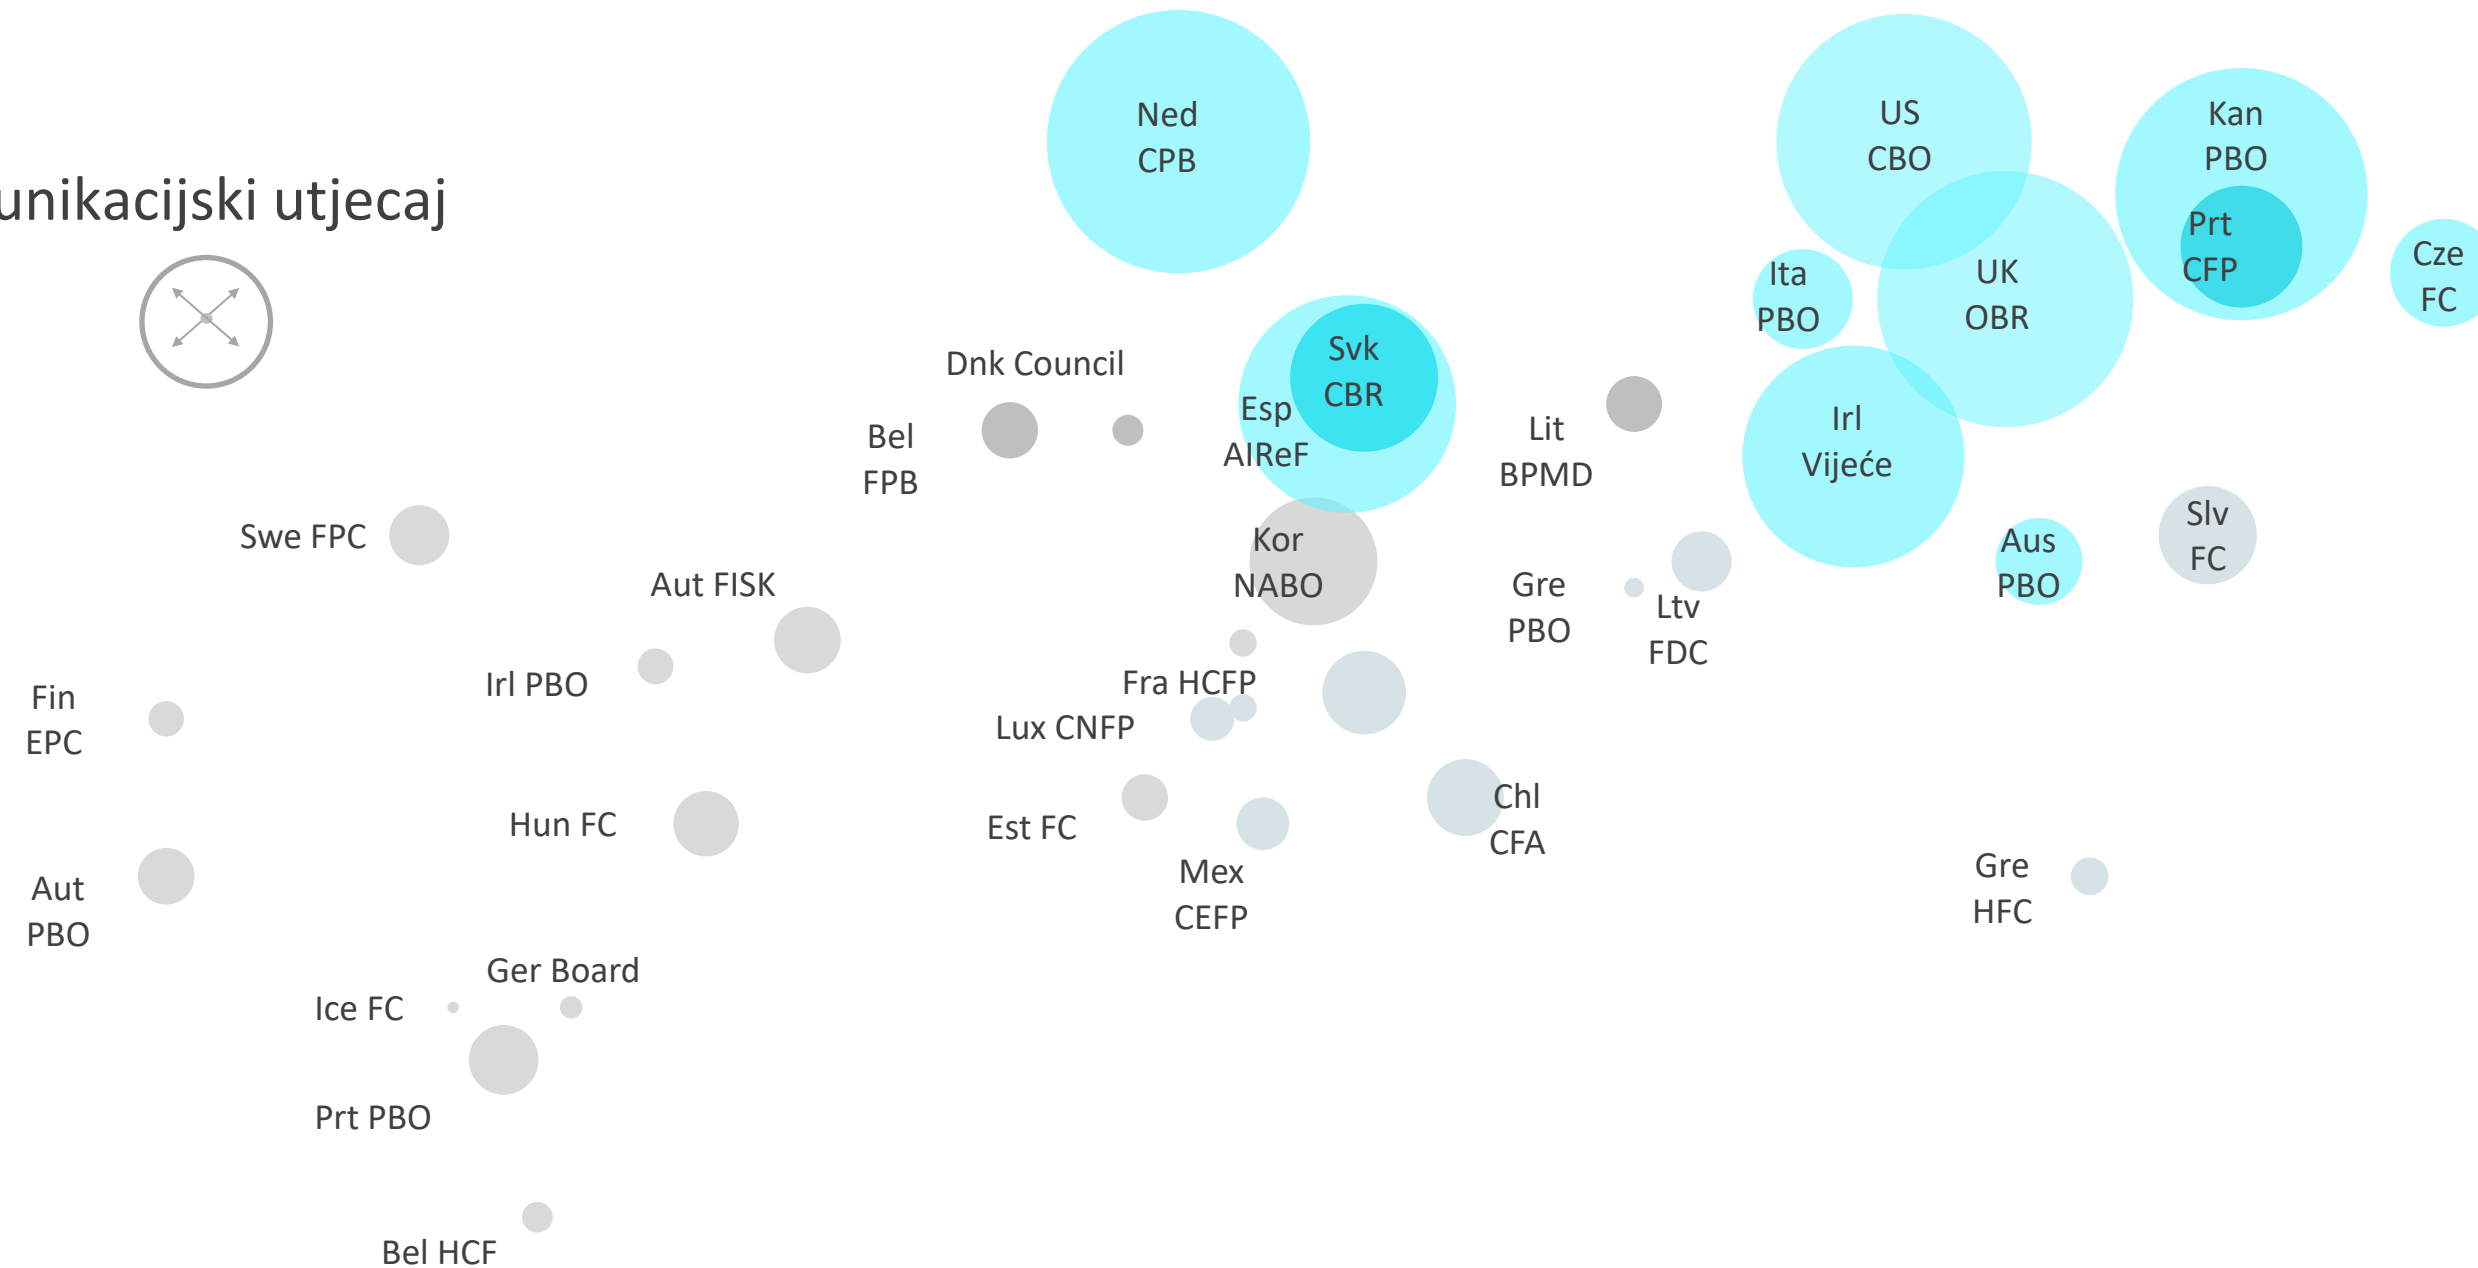 unikacijski utjecaj
Ned
CPB
US
CBO
Kan
PBO
Prt
CFP
Cze
FC
Ita
PBO
UK
OBR
Dnk Council
Svk
CBR
Esp
AIReF
Bel
FPB
Lit
BPMD
Irl
Vijeće
Swe FPC
Kor
NABO
Aus
PBO
Slv
FC
Aut FISK
Gre
PBO
Ltv
FDC
Irl PBO
Fra HCFP
Fin
EPC
Lux CNFP
Hun FC
Est FC
Chl
CFA
Mex
CEFP
Aut
PBO
Gre
HFC
Ger Board
Ice FC
Prt PBO
Bel HCF